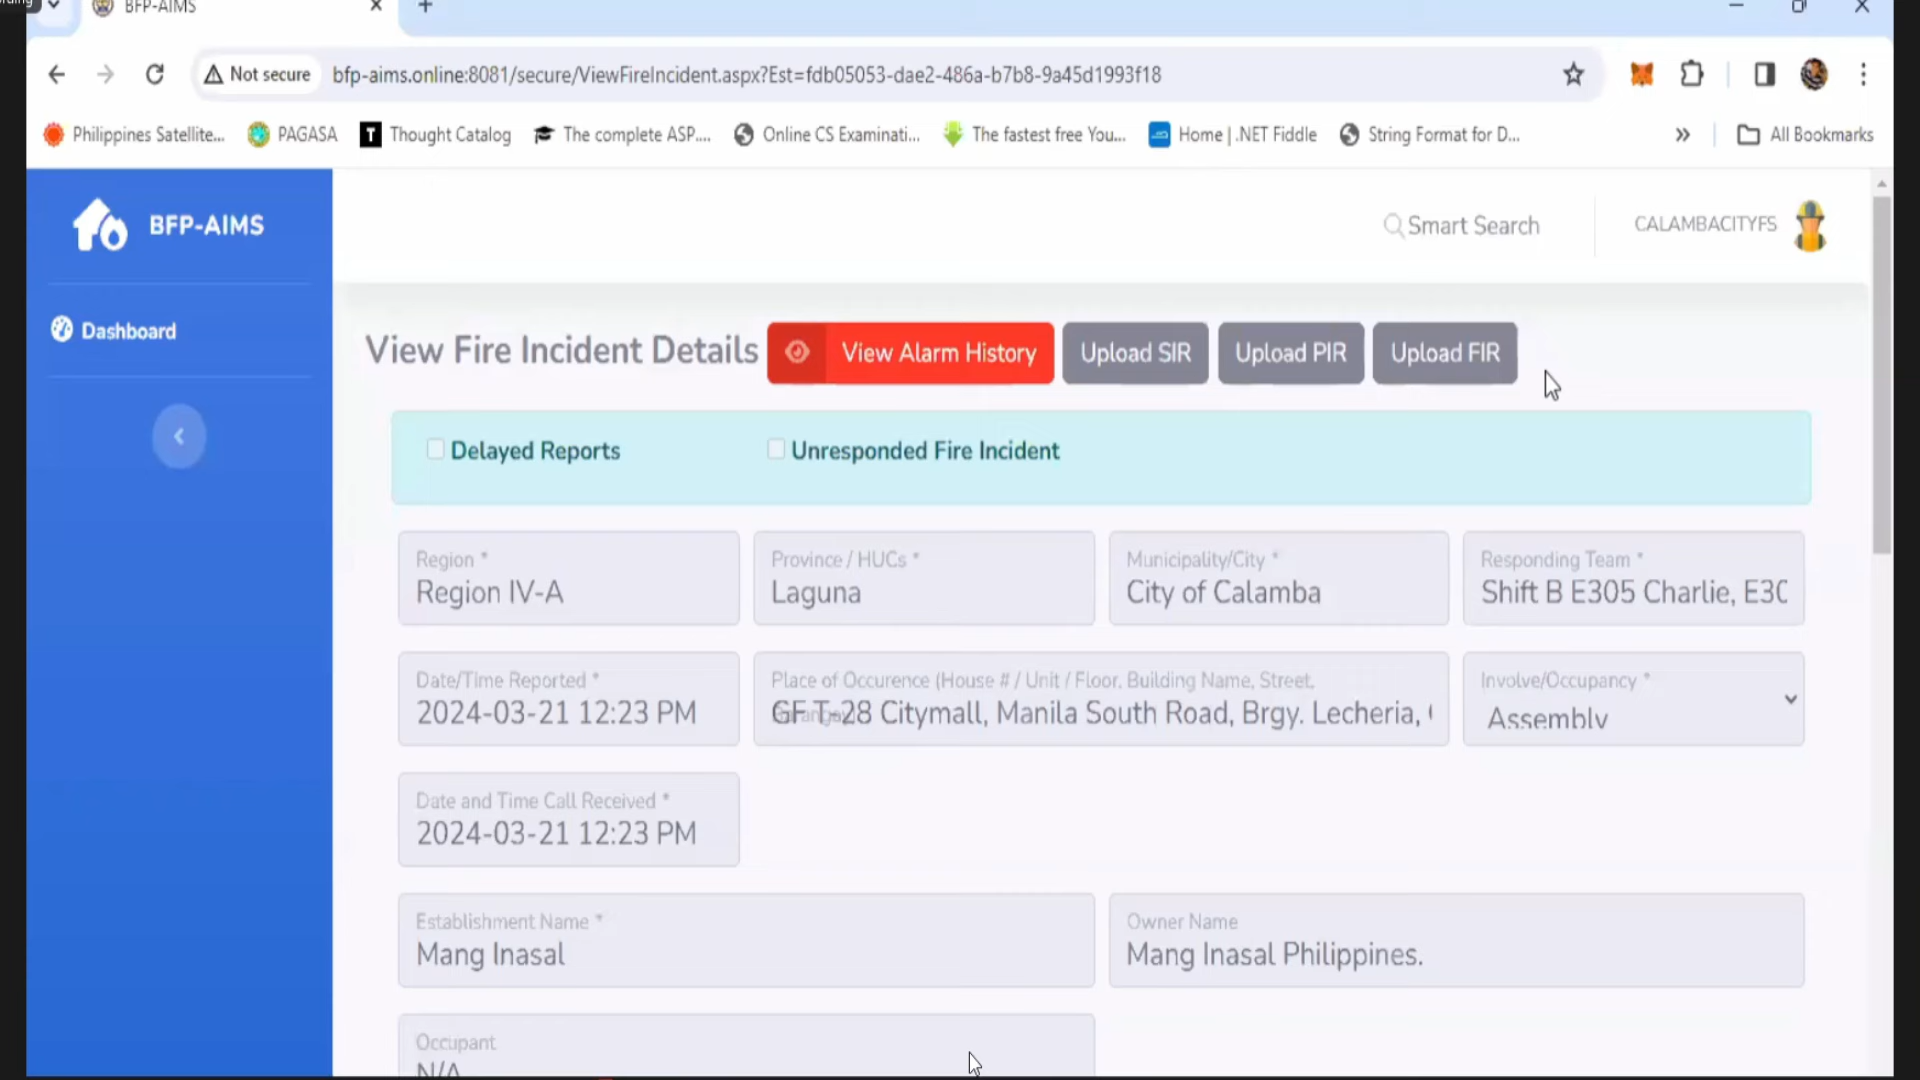 BFP-AIMS
Not secure
bfp-aims.online:8081/secure/ViewFireIncident.aspx?Est=fdb05053-dae2-486a-b7b8-9a45d1993f18
Philippines Satellite...
PAGASA
Thought Catalog
The complete ASP....
Online CS Examinati...
The fastest free You...
Home | .NET Fiddle
String Format for D...
All Bookmarks
BFP-AIMS
Smart Search
CALAMBACITYFS
Dashboard
View Fire Incident Details
View Alarm History
Upload SIR
Upload PIR
Upload FIR
Delayed Reports
Unresponded Fire Incident
Region *
Region IV-A
Province / HUCs *
Laguna
Municipality/City *
City of Calamba
Responding Team *
Shift B E305 Charlie, E30
Date/Time Reported *
2024-03-21 12:23 PM
Place of Occurence (House # / Unit / Floor, Building Name, Street,
GF T-28 Citymall, Manila South Road, Brgy. Lecheria,
Involve/Occupancy *
Assembly
Date and Time Call Received *
2024-03-21 12:23 PM
Establishment Name *
Mang Inasal
Owner Name
Mang Inasal Philippines.
Occupant
N/A